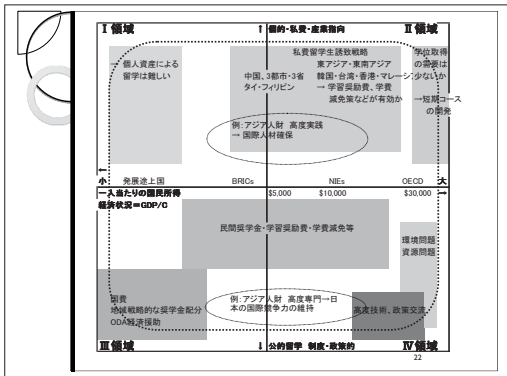 Ⅰ 領域
↑ 個的・私費・産業指向
Ⅱ 領域
→ 個人資産による
留学は難しい
私費留学生誘致戦略
東アジア・東南アジア
中国、3都市・3省
韓国・台湾・香港・マレーシ
タイ・フィリピン
→ 学習奨励費、学費
減免策などが有効か
学位取得
の需要は
少ないか
→短期コース
の開発
例：アジア人財 高度実践
→ 国際人材確保
←
小
発展途上国
BRICs
NIEs
OECD
大
一人当たりの国民所得
$5,000
$10,000
$30,000
→
経済状況＝GDP/C
民間奨学金・学習奨励費・学費減免等
環境問題
資源問題
国費
地域戦略的な奨学金配分
ODA経済援助
例：アジア人財 高度専門→日
本の国際競争力の維持
高度技術、政策交流
Ⅲ 領域
↓ 公的留学 制度・政策的
Ⅳ 領域
22